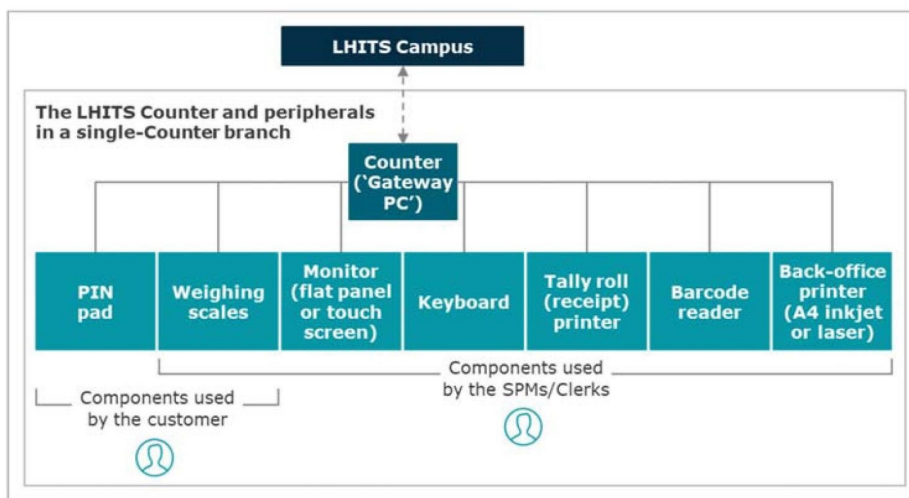 LHITS Campus
The LHITS Counter and peripherals
in a single-Counter branch
Counter
(‘Gateway
PC’)
PIN
pad
Weighing
scales
Monitor
(flat panel
or touch
screen)
Keyboard
Tally roll
(receipt)
printer
Barcode
reader
Back-office
printer
(A4 inkjet
or laser)
Components used
by the SPMs/Clerks
Components used
by the customer